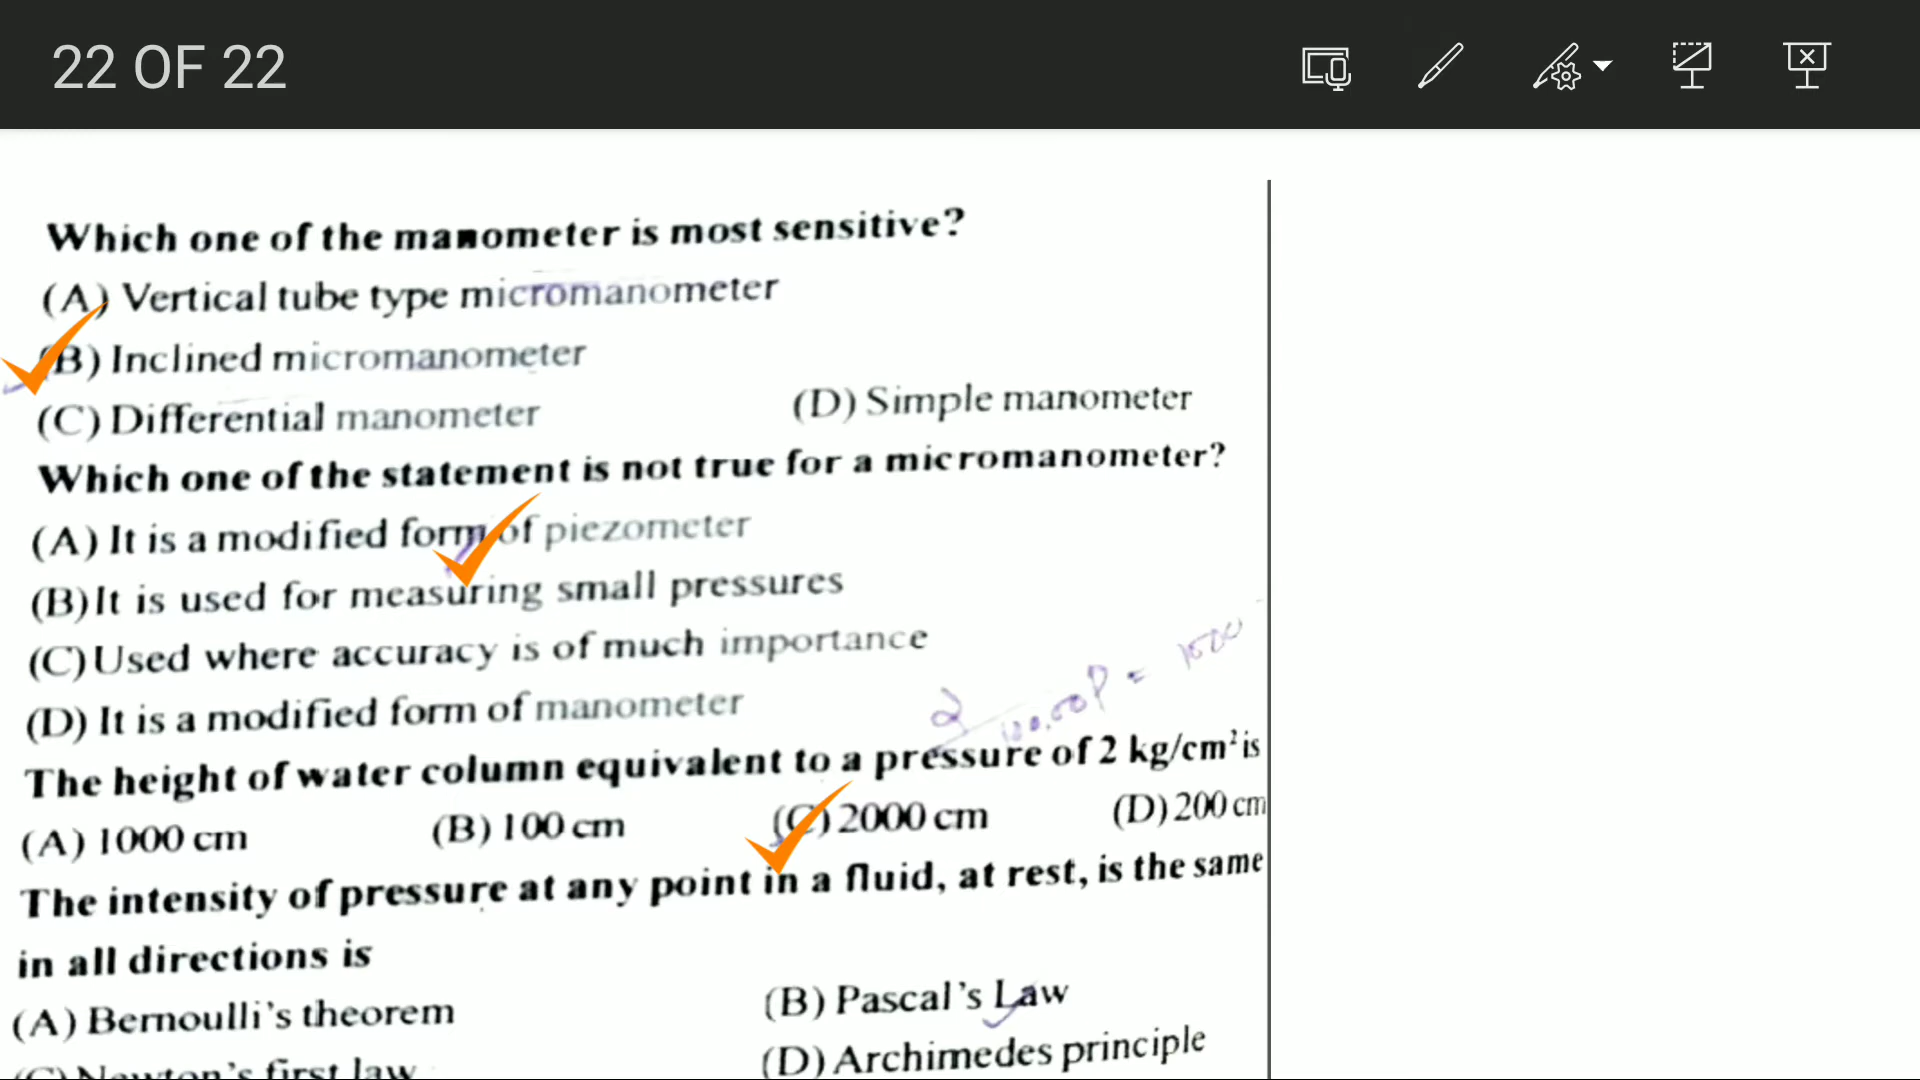 22 OF 22
Which one of the manometer is most sensitive?
(A) Vertical tube type micromanometer
(B) Inclined micromanometer
(C) Differential manometer (D) Simple manometer
Which one of the statement is not true for a micromanometer?
(A) It is a modified form of piezometer
(B) It is used for measuring small pressures
(C) Used where accuracy is of much importance
(D) It is a modified form of manometer
The height of water column equivalent to a pressure of 2 kg/cm² is
(A) 1000 cm (B) 100 cm (C) 2000 cm (D) 200 cm
The intensity of pressure at any point in a fluid, at rest, is the same
in all directions is
(A) Bernoulli's theorem (B) Pascal's Law
(C) Newton's first law (D) Archimedes principle